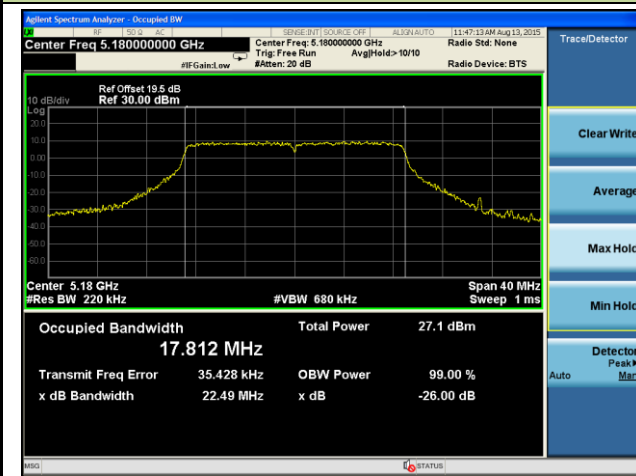 Agilent Spectrum Analyzer - Occupied BW
RF 50 Ω AC SENSE:INT SOURCE OFF ALIGN AUTO 11:47:13 AM Aug 13, 2015
Center Freq 5.180000000 GHz Center Freq: 5.180000000 GHz Radio Std: None
Trig: Free Run Avg|Hold:>10/10
#IFGain:Low #Atten: 20 dB Radio Device: BTS
Trace/Detector
Ref Offset 19.5 dB
10 dB/div Ref 30.00 dBm
Log
20.0
10.0
0.00
-10.0
-20.0
-30.0
-40.0
-50.0
-60.0
Center 5.18 GHz Span 40 MHz
#Res BW 220 kHz #VBW 680 kHz Sweep 1 ms
Occupied Bandwidth Total Power 27.1 dBm
17.812 MHz
Transmit Freq Error 35.428 kHz OBW Power 99.00 %
x dB Bandwidth 22.49 MHz x dB -26.00 dB
Clear Write
Average
Max Hold
Min Hold
Detector
Peak
Auto Man
MSG STATUS